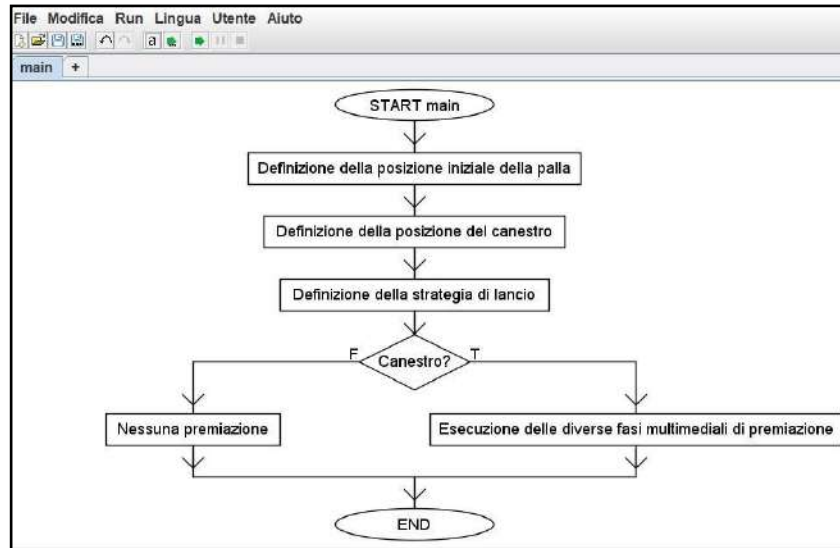 File Modifica Run Lingua Utente Aiuto
a
main +
START main
Definizione della posizione iniziale della palla
Definizione della posizione del canestro
Definizione della strategia di lancio
F Canestro? T
Nessuna premiazione Esecuzione delle diverse fasi multimediali di premiazione
END